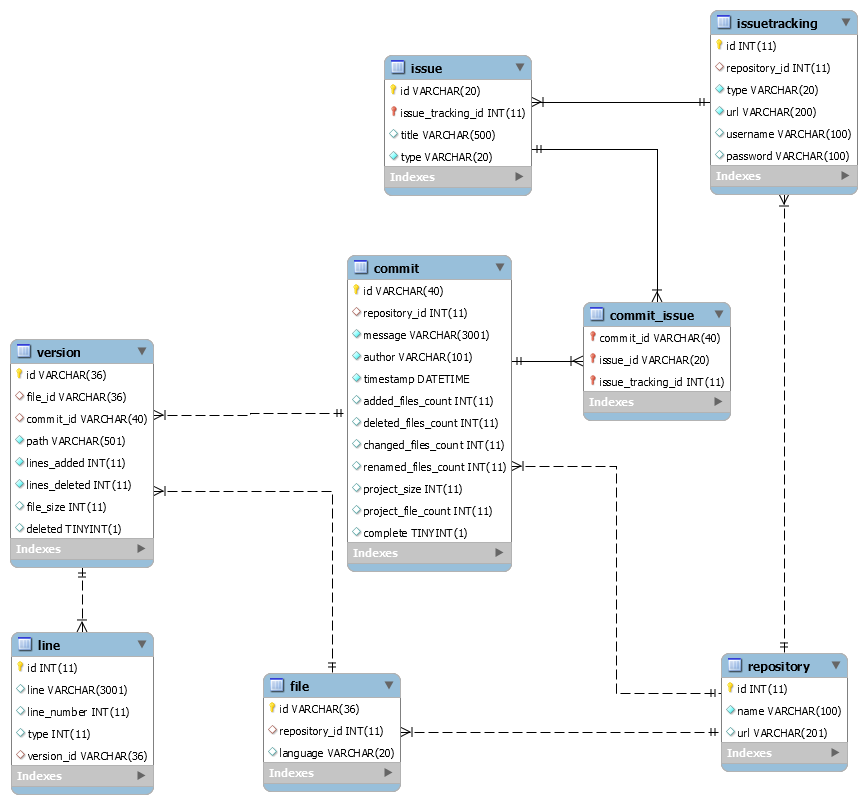 issuetracking
id INT(11)
repository_id INT(11)
type VARCHAR(20)
url VARCHAR(200)
username VARCHAR(100)
password VARCHAR(100)
Indexes
issue
id VARCHAR(20)
issue_tracking_id INT(11)
title VARCHAR(500)
type VARCHAR(20)
Indexes
commit
id VARCHAR(40)
repository_id INT(11)
message VARCHAR(3001)
author VARCHAR(101)
timestamp DATETIME
added_files_count INT(11)
deleted_files_count INT(11)
changed_files_count INT(11)
renamed_files_count INT(11)
project_size INT(11)
project_file_count INT(11)
complete TINYINT(1)
Indexes
commit_issue
commit_id VARCHAR(40)
issue_id VARCHAR(20)
issue_tracking_id INT(11)
Indexes
version
id VARCHAR(36)
file_id VARCHAR(36)
commit_id VARCHAR(40)
path VARCHAR(501)
lines_added INT(11)
lines_deleted INT(11)
file_size INT(11)
deleted TINYINT(1)
Indexes
line
id INT(11)
line VARCHAR(3001)
line_number INT(11)
type INT(11)
version_id VARCHAR(36)
Indexes
file
id VARCHAR(36)
repository_id INT(11)
language VARCHAR(20)
Indexes
repository
id INT(11)
name VARCHAR(100)
url VARCHAR(201)
Indexes